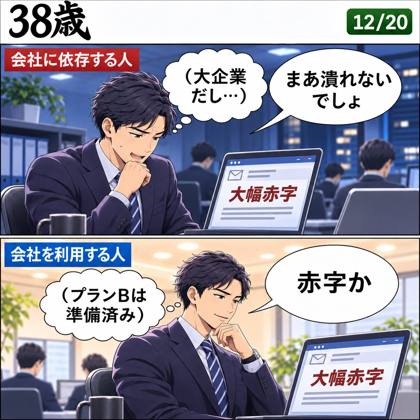 38歳
12/20
会社に依存する人
（大企業
だし…）
まあ潰れない
でしょ
大幅赤字
会社を利用する人
（プランBは
準備済み）
赤字か
大幅赤字